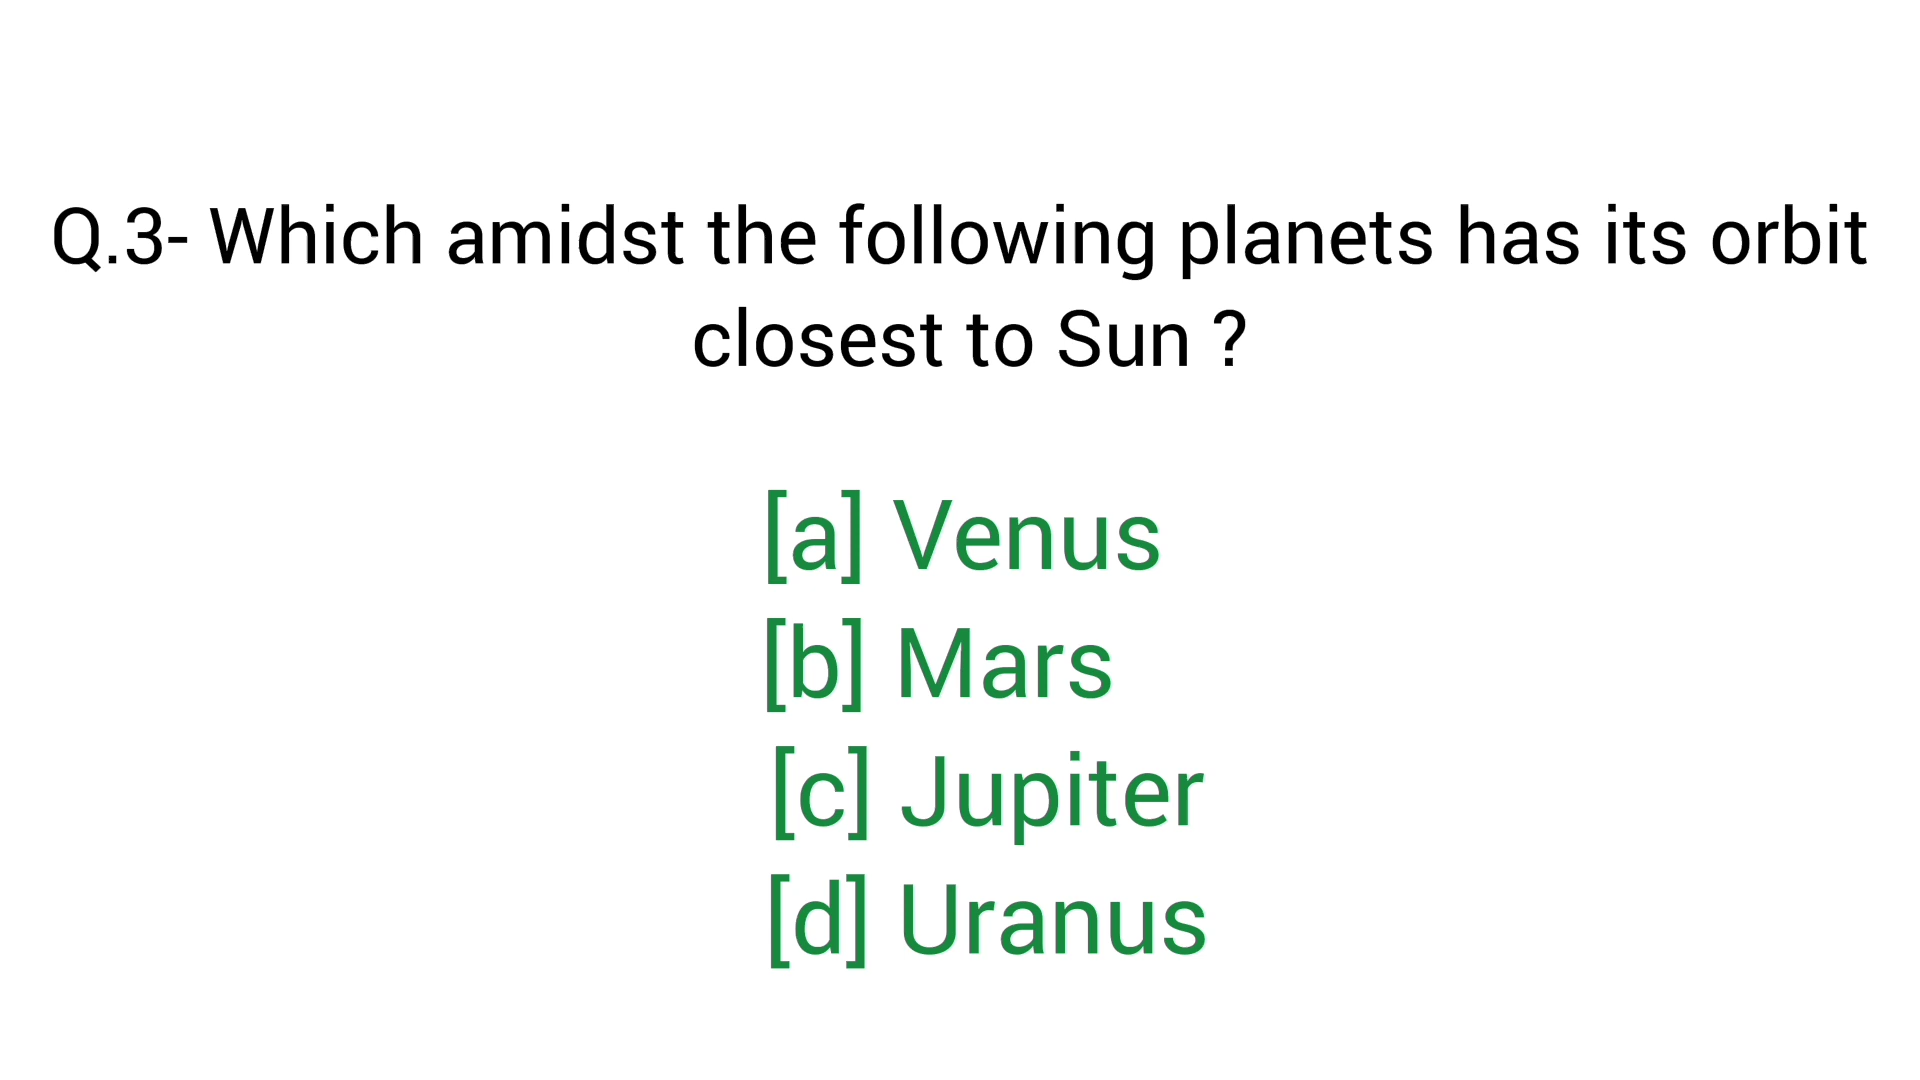 Q.3- Which amidst the following planets has its orbit
closest to Sun ?
[a] Venus
[b] Mars
[c] Jupiter
[d] Uranus